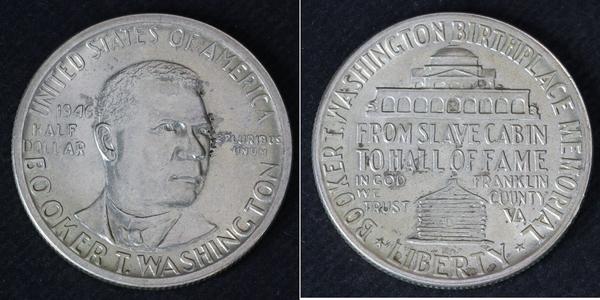 UNITED STATES OF AMERICA
1946
HALF
DOLLAR
E PLURIBUS
UNUM
BOOKER T. WASHINGTON
BOOKER T. WASHINGTON BIRTHPLACE MEMORIAL
FROM SLAVE CABIN
TO HALL OF FAME
IN GOD
WE
TRUST
FRANKLIN
COUNTY
VA.
* LIBERTY *